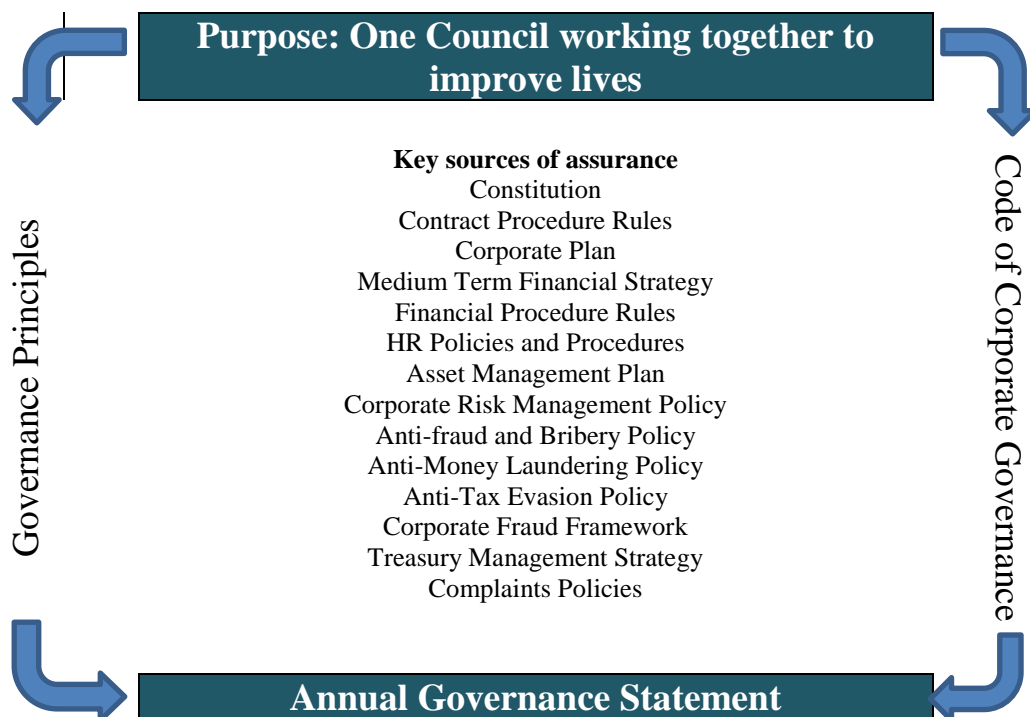 Purpose: One Council working together to
improve lives
Governance Principles
Key sources of assurance
Constitution
Contract Procedure Rules
Corporate Plan
Medium Term Financial Strategy
Financial Procedure Rules
HR Policies and Procedures
Asset Management Plan
Corporate Risk Management Policy
Anti-fraud and Bribery Policy
Anti-Money Laundering Policy
Anti-Tax Evasion Policy
Corporate Fraud Framework
Treasury Management Strategy
Complaints Policies
Code of Corporate Governance
Annual Governance Statement